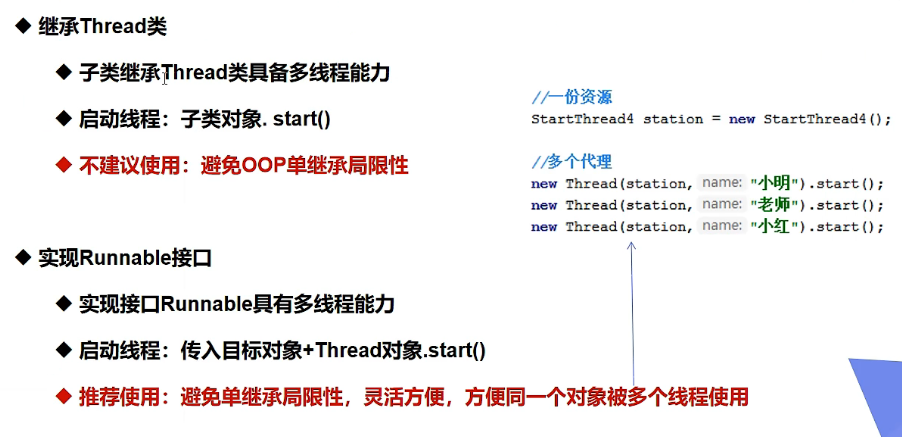 ◆ 继承Thread类
◆ 子类继承Thread类具备多线程能力
◆ 启动线程：子类对象. start()
◆ 不建议使用：避免OOP单继承局限性
◆ 实现Runnable接口
◆ 实现接口Runnable具有多线程能力
◆ 启动线程：传入目标对象+Thread对象.start()
◆ 推荐使用：避免单继承局限性，灵活方便，方便同一个对象被多个线程使用
//一份资源
StartThread4 station = new StartThread4();
//多个代理
new Thread(station, name: "小明").start();
new Thread(station, name: "老师").start();
new Thread(station, name: "小红").start();